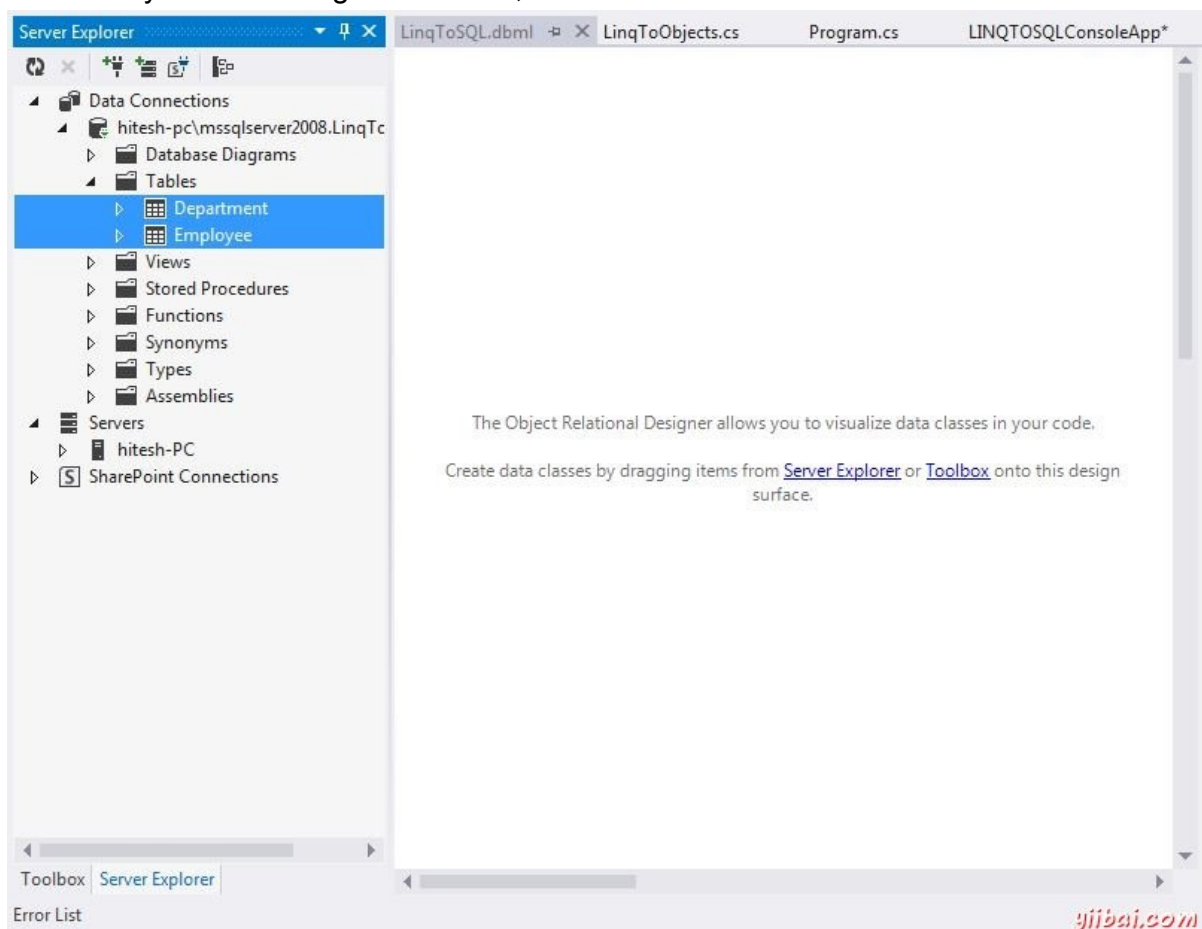 Server Explorer
LinqToSQL.dbml LinqToObjects.cs Program.cs LINQTOSQLConsoleApp*
Data Connections
hitesh-pc\mssqlserver2008.LinqTo
Database Diagrams
Tables
Department
Employee
Views
Stored Procedures
Functions
Synonyms
Types
Assemblies
Servers
hitesh-PC
SharePoint Connections
The Object Relational Designer allows you to visualize data classes in your code.
Create data classes by dragging items from Server Explorer or Toolbox onto this design
surface.
Toolbox Server Explorer
Error List
yiibai.com